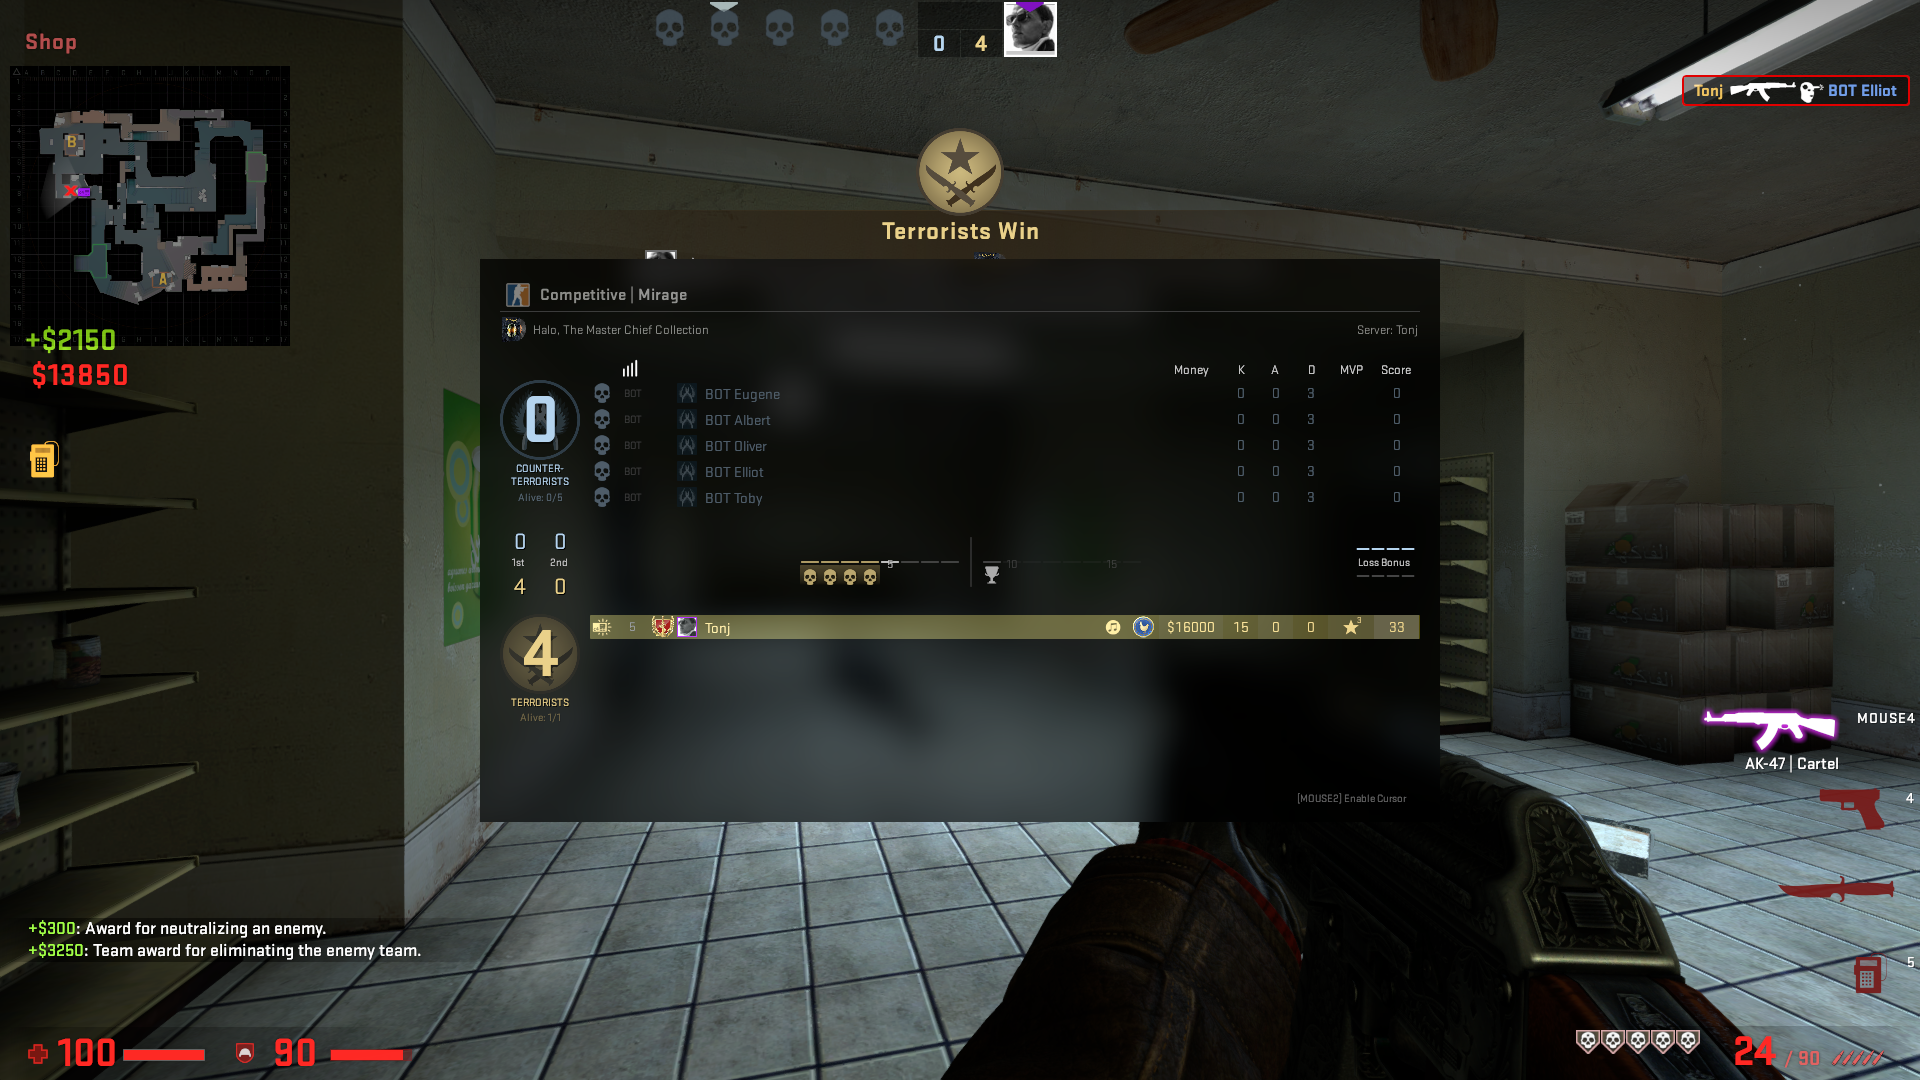 Shop
0 4
Tonj BOT Elliot
B
A
+$2150
$13850
Terrorists Win
Competitive | Mirage
Halo, The Master Chief Collection
Server: Tonj
Money K A D MVP Score
BOT BOT Eugene 0 0 3 0
BOT BOT Albert 0 0 3 0
BOT BOT Oliver 0 0 3 0
BOT BOT Elliot 0 0 3 0
BOT BOT Toby 0 0 3 0
0
COUNTER-
TERRORISTS
Alive: 0/5
0 0
1st 2nd
4 0
5 10 15
Loss Bonus
5 Tonj $16000 15 0 0 3 33
4
TERRORISTS
Alive: 1/1
[MOUSE2] Enable Cursor
MOUSE4
AK-47 | Cartel
4
5
+$300: Award for neutralizing an enemy.
+$3250: Team award for eliminating the enemy team.
100 90
24 / 90